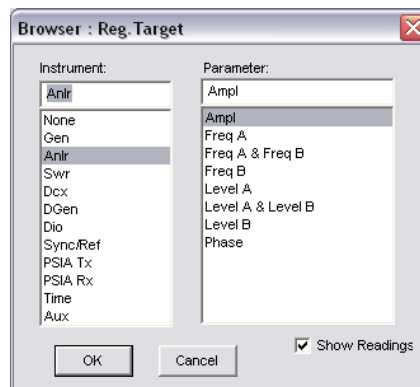 Browser : Reg.Target
Instrument:
Anlr
None
Gen
Anlr
Swr
Dcx
DGen
Dio
Sync/Ref
PSIA Tx
PSIA Rx
Time
Aux
Parameter:
Ampl
Ampl
Freq A
Freq A & Freq B
Freq B
Level A
Level A & Level B
Level B
Phase
Show Readings
OK
Cancel